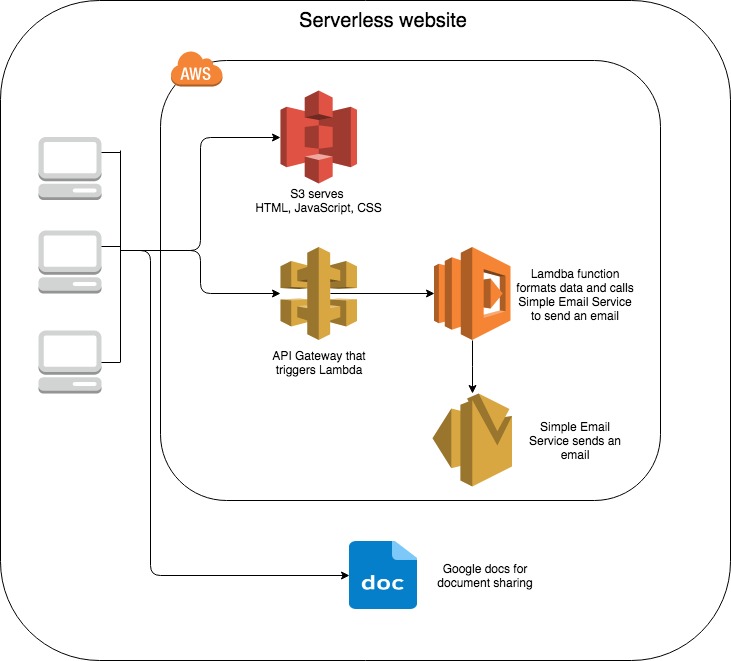 Serverless website
AWS
S3 serves
HTML, JavaScript, CSS
API Gateway that
triggers Lambda
Lamdba function
formats data and calls
Simple Email Service
to send an email
Simple Email
Service sends an
email
doc
Google docs for
document sharing